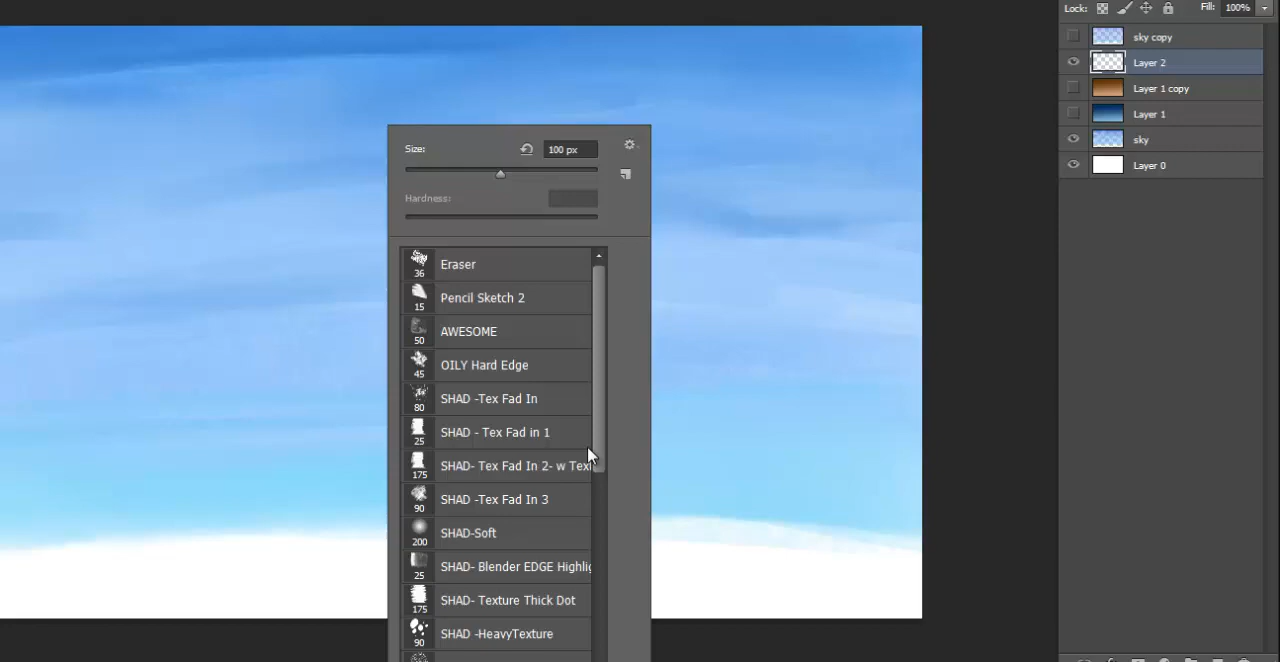 Lock: Fill: 100%
sky copy
Layer 2
Layer 1 copy
Layer 1
sky
Layer 0
Size: 100 px
Hardness:
Eraser
36
Pencil Sketch 2
15
AWESOME
50
OILY Hard Edge
45
SHAD -Tex Fad In
80
SHAD - Tex Fad in 1
25
SHAD- Tex Fad In 2- w Text
175
SHAD -Tex Fad In 3
90
SHAD-Soft
200
SHAD- Blender EDGE Highlig
25
SHAD- Texture Thick Dot
175
SHAD -HeavyTexture
90